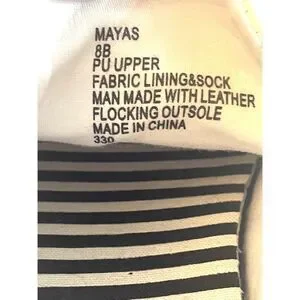 MAYAS
8B
PU UPPER
FABRIC LINING&SOCK
MAN MADE WITH LEATHER
FLOCKING OUTSOLE
MADE IN CHINA
330